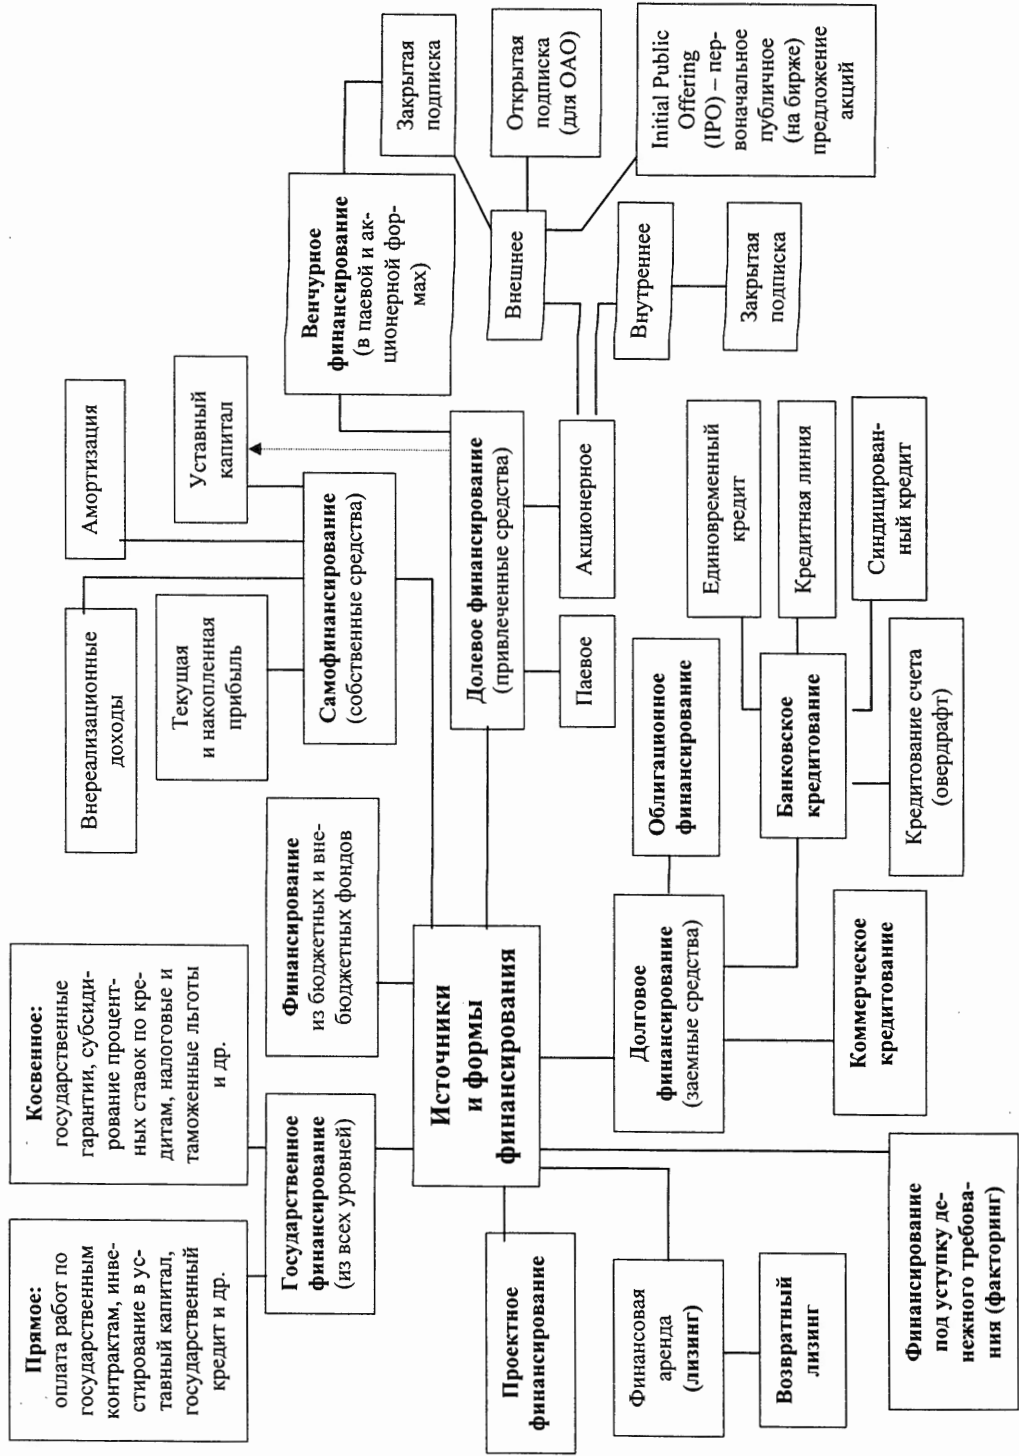 Прямое:
оплата работ по
государственным
контрактам, инве-
стирование в ус-
тавный капитал,
государственный
кредит и др.
Косвенное:
государственные
гарантии, субсиди-
рование процент-
ных ставок по кре-
дитам, налоговые и
таможенные льготы
и др.
Внереализационные
доходы
Амортизация
Текущая
и накопленная
прибыль
Уставный
капитал
Государственное
финансирование
(из всех уровней)
Финансирование
из бюджетных и вне-
бюджетных фондов
Самофинансирование
(собственные средства)
Венчурное
финансирование
(в паевой и ак-
ционерной фор-
мах)
Закрытая
подписка
Источники
и формы
финансирования
Долевое финансирование
(привлеченные средства)
Проектное
финансирование
Внешнее
Открытая
подписка
(для ОАО)
Паевое
Акционерное
Внутреннее
Initial Public
Offering
(IPO) – пер-
воначальное
публичное
(на бирже)
предложение
акций
Финансовая
аренда
(лизинг)
Долговое
финансирование
(заемные средства)
Облигационное
финансирование
Единовременный
кредит
Закрытая
подписка
Возвратный
лизинг
Банковское
кредитование
Кредитная линия
Коммерческое
кредитование
Синдицирован-
ный кредит
Финансирование
под уступку де-
нежного требова-
ния (факторинг)
Кредитование счета
(овердрафт)